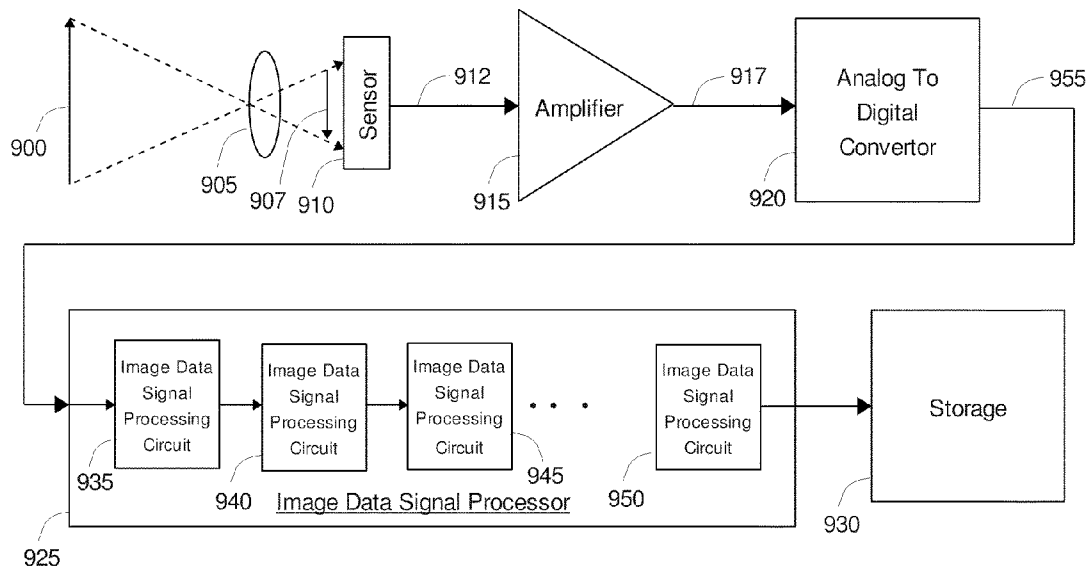 900
905
907
Sensor
910
912
Amplifier
915
917
Analog To
Digital
Convertor
920
955
Image Data
Signal
Processing
Circuit
935
Image Data
Signal
Processing
Circuit
940
Image Data
Signal
Processing
Circuit
945
• • •
Image Data
Signal
Processing
Circuit
950
Image Data Signal Processor
925
Storage
930